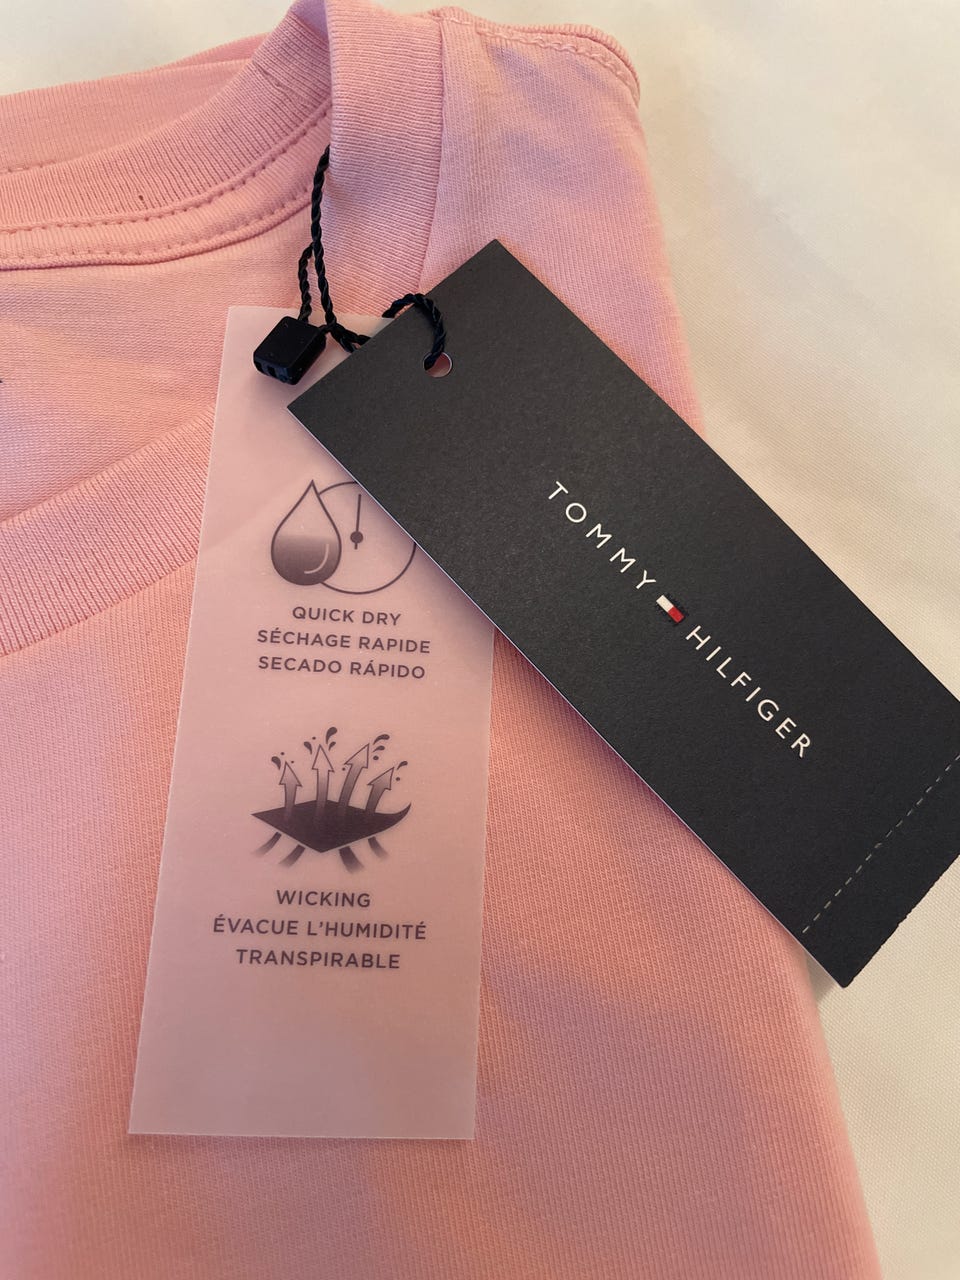 TOMMY HILFIGER
QUICK DRY
SÉCHAGE RAPIDE
SECADO RÁPIDO
WICKING
ÉVACUE L'HUMIDITÉ
TRANSPIRABLE